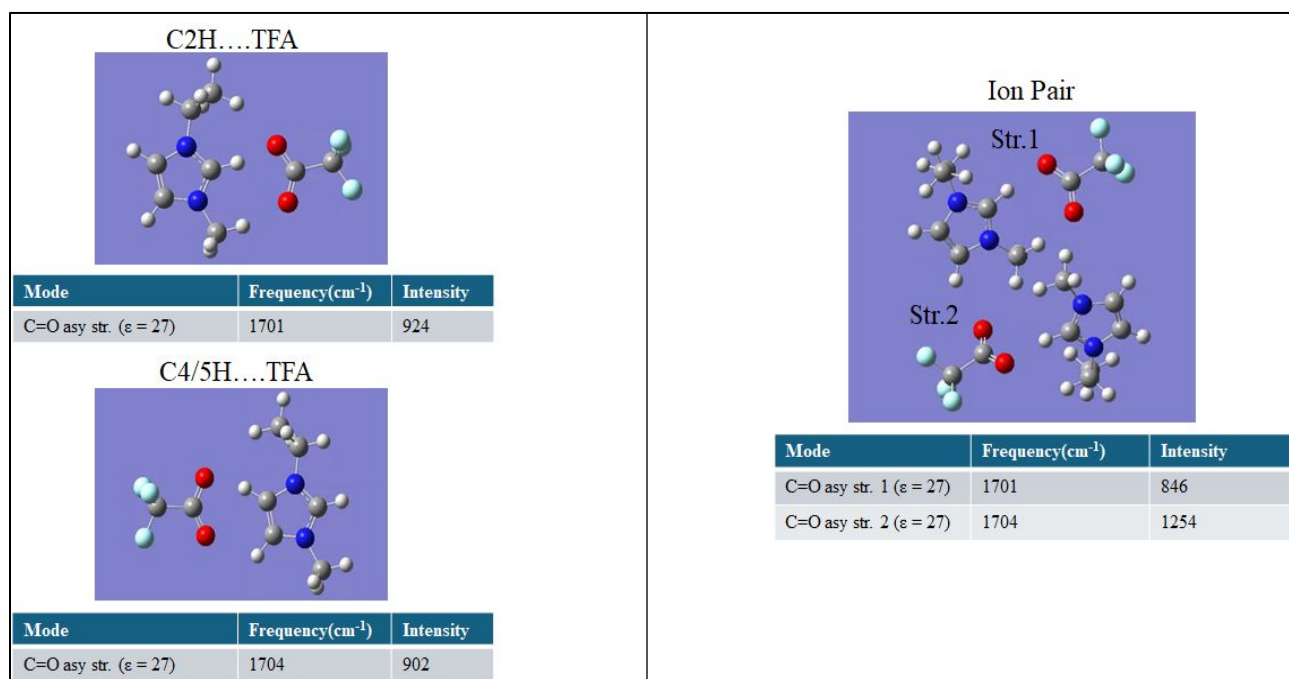 C2H....TFA
Mode Frequency(cm⁻¹) Intensity
C=O asy str. (ε = 27) 1701 924
C4/5H....TFA
Mode Frequency(cm⁻¹) Intensity
C=O asy str. (ε = 27) 1704 902
Ion Pair
Str.1
Str.2
Mode Frequency(cm⁻¹) Intensity
C=O asy str. 1 (ε = 27) 1701 846
C=O asy str. 2 (ε = 27) 1704 1254